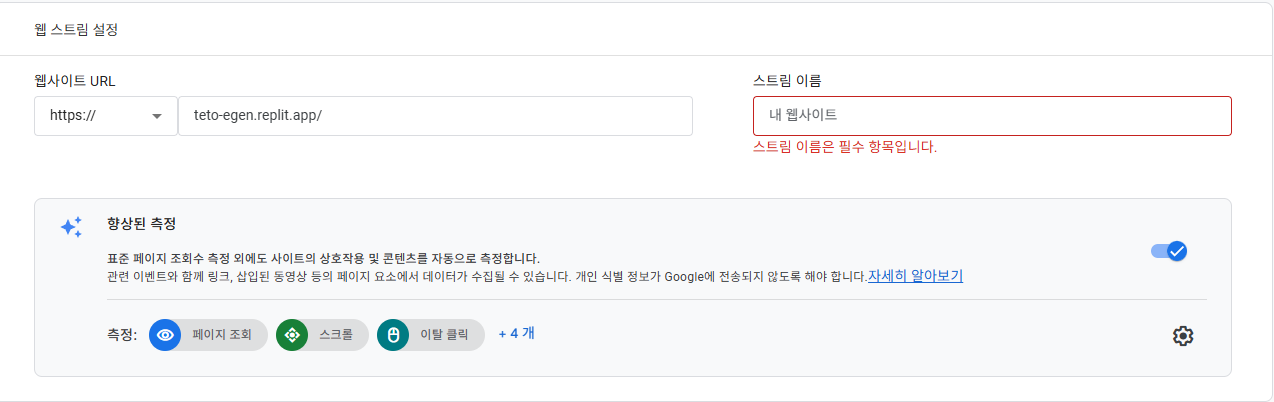 웹 스트림 설정
웹사이트 URL
스트림 이름
https://
teto-egen.replit.app/
내 웹사이트
스트림 이름은 필수 항목입니다.
향상된 측정
표준 페이지 조회수 측정 외에도 사이트의 상호작용 및 콘텐츠를 자동으로 측정합니다.
관련 이벤트와 함께 링크, 삽입된 동영상 등의 페이지 요소에서 데이터가 수집될 수 있습니다. 개인 식별 정보가 Google에 전송되지 않도록 해야 합니다.자세히 알아보기
측정: 페이지 조회 스크롤 이탈 클릭 + 4 개